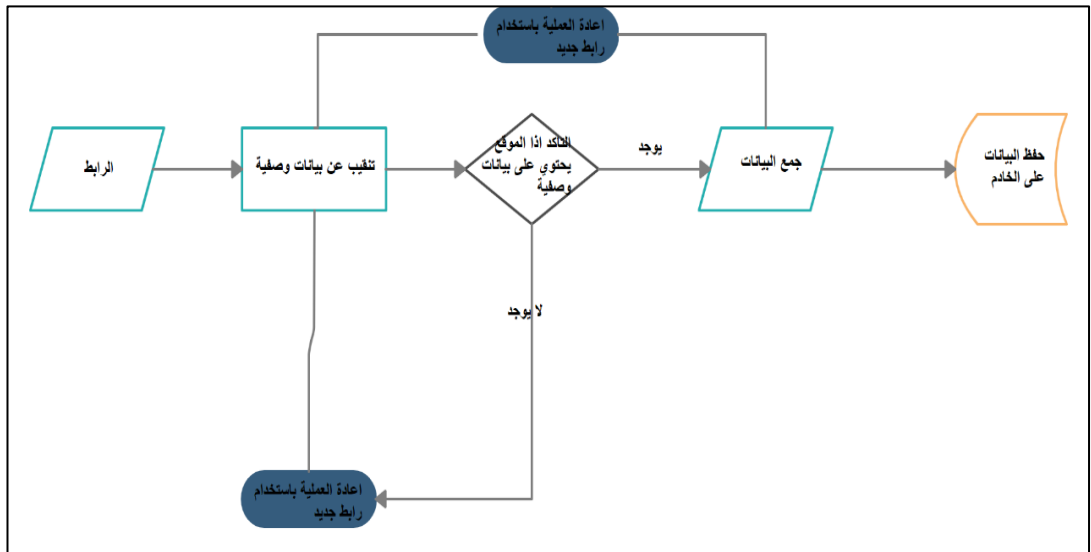 اعادة العملية باستخدام
رابط جديد
الرابط
تنقيب عن بيانات وصفية
التأكد اذا الموقع
يحتوي على بيانات
وصفية
يوجد
جمع البيانات
حفظ البيانات
على الخادم
لا يوجد
اعادة العملية باستخدام
رابط جديد